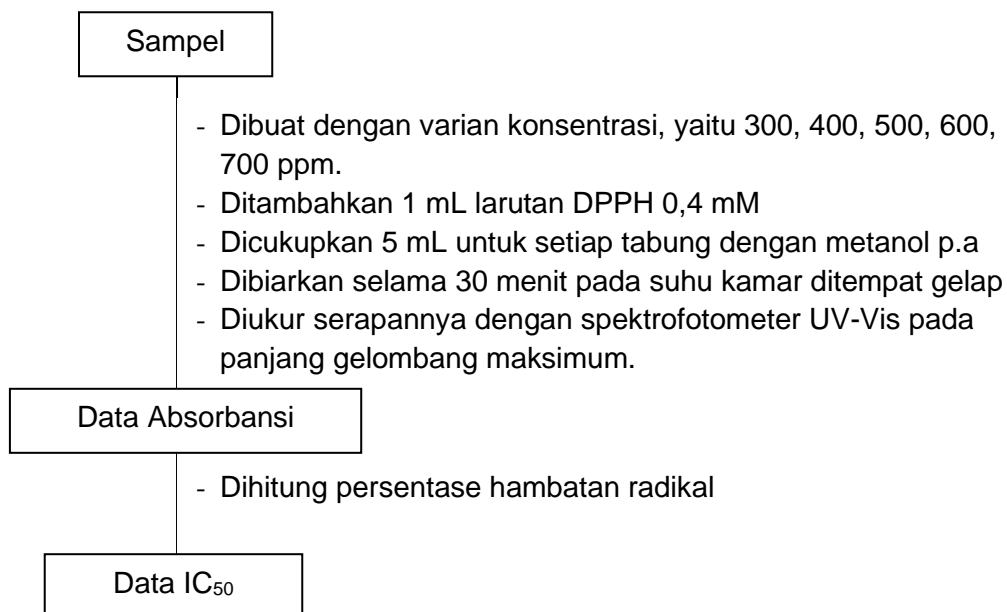 Sampel
- Dibuat dengan varian konsentrasi, yaitu 300, 400, 500, 600,
700 ppm.
- Ditambahkan 1 mL larutan DPPH 0,4 mM
- Dicukupkan 5 mL untuk setiap tabung dengan metanol p.a
- Dibiarkan selama 30 menit pada suhu kamar ditempat gelap
- Diukur serapannya dengan spektrofotometer UV-Vis pada
panjang gelombang maksimum.
Data Absorbansi
- Dihitung persentase hambatan radikal
Data IC₅₀